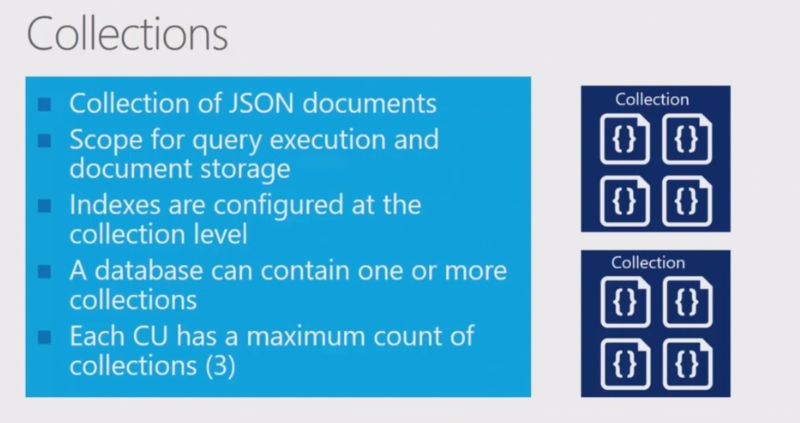 Collections
Collection of JSON documents
Scope for query execution and
document storage
Indexes are configured at the
collection level
A database can contain one or more
collections
Each CU has a maximum count of
collections (3)
Collection
{} {}
{} {}
Collection
{} {}
{} {}